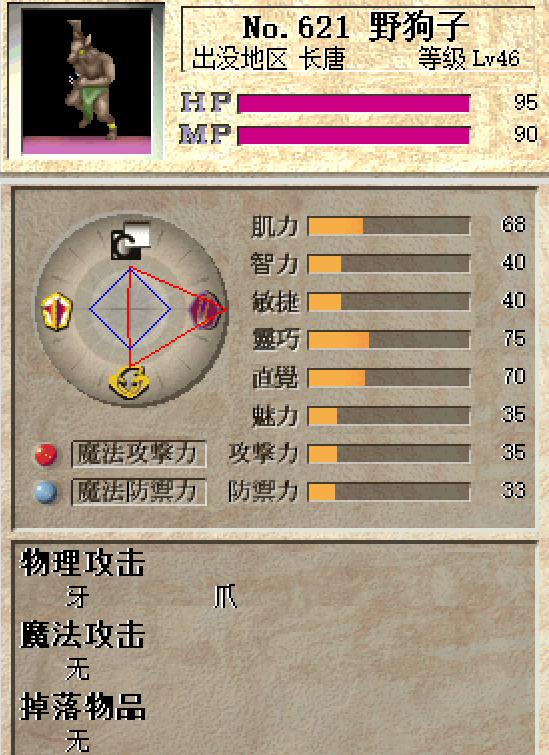 No. 621 野狗子
出没地区 长唐 等级 Lv46
HP 95
MP 90
肌力 68
智力 40
敏捷 40
靈巧 75
直覺 70
魅力 35
魔法攻擊力 攻擊力 35
魔法防禦力 防禦力 33
物理攻击
牙 爪
魔法攻击
无
掉落物品
无